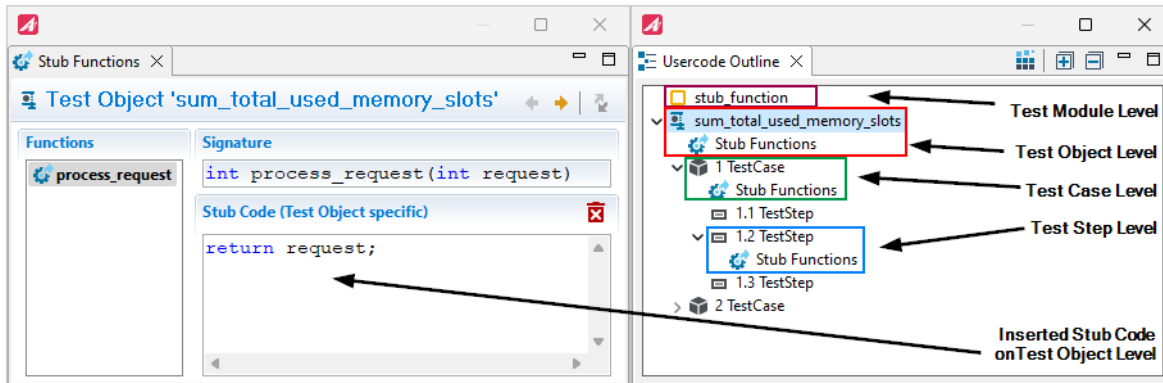 Stub Functions
Test Object 'sum_total_used_memory_slots'
Functions
process_request
Signature
int process_request(int request)
Stub Code (Test Object specific)
return request;
Usercode Outline
stub_function
sum_total_used_memory_slots
Stub Functions
1 TestCase
Stub Functions
1.1 TestStep
1.2 TestStep
Stub Functions
1.3 TestStep
2 TestCase
Test Module Level
Test Object Level
Test Case Level
Test Step Level
Inserted Stub Code
onTest Object Level